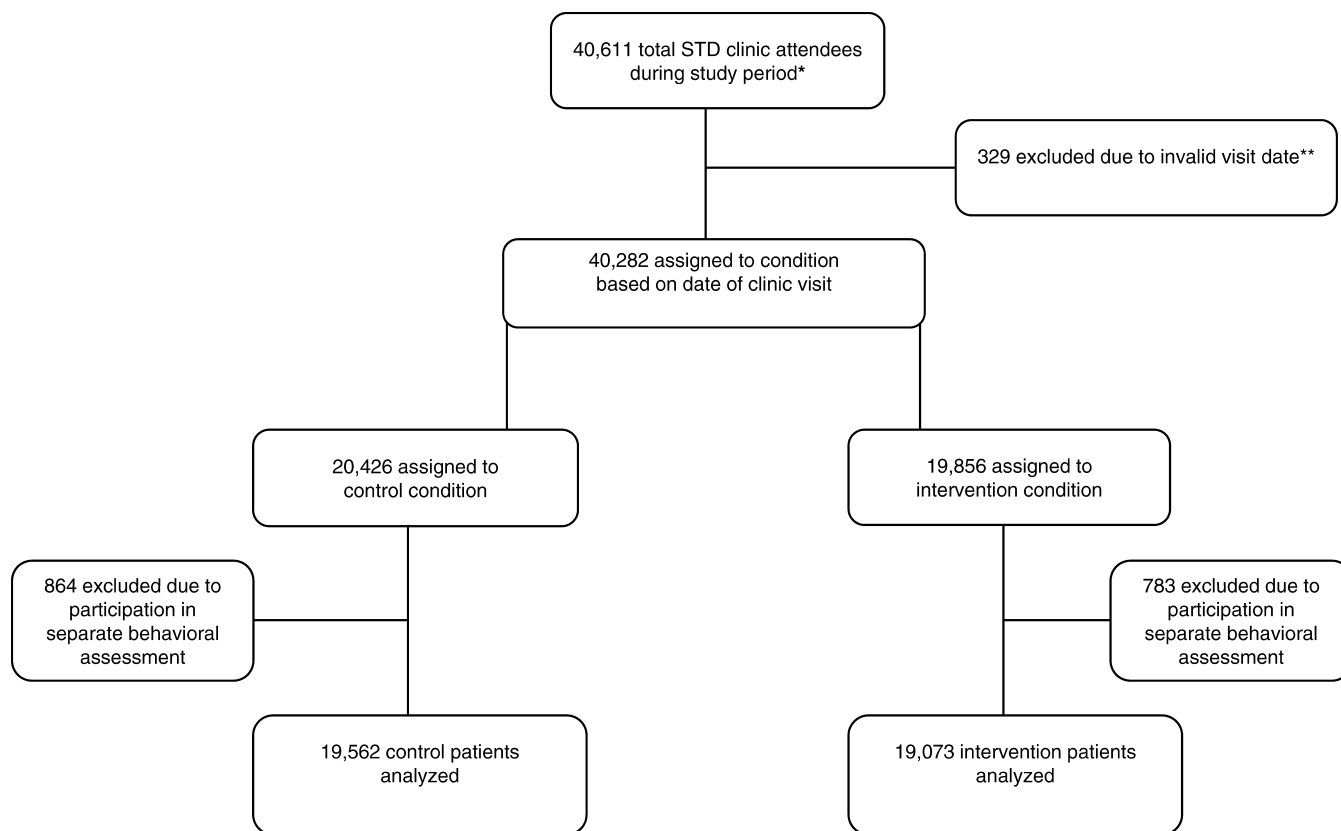 40,611 total STD clinic attendees
during study period*
329 excluded due to invalid visit date**
40,282 assigned to condition
based on date of clinic visit
20,426 assigned to
control condition
19,856 assigned to
intervention condition
864 excluded due to
participation in
separate behavioral
assessment
783 excluded due to
participation in
separate behavioral
assessment
19,562 control patients
analyzed
19,073 intervention patients
analyzed